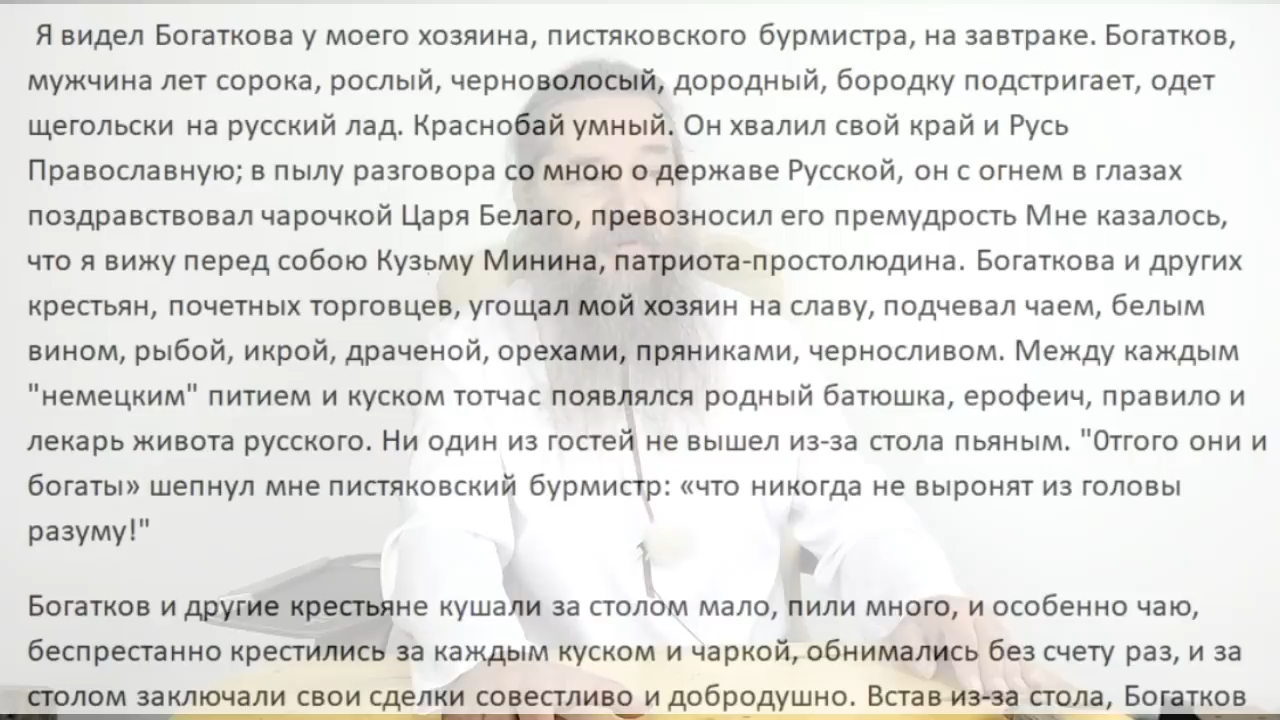 Я видел Богаткова у моего хозяина, пистяковского бурмистра, на завтраке. Богатков,
мужчина лет сорока, рослый, черноволосый, дородный, бородку подстригает, одет
щегольски на русский лад. Краснобай умный. Он хвалил свой край и Русь
Православную; в пылу разговора со мною о державе Русской, он с огнем в глазах
поздравствовал чарочкой Царя Белаго, превозносил его премудрость Мне казалось,
что я вижу перед собою Кузьму Минина, патриота-простолюдина. Богаткова и других
крестьян, почетных торговцев, угощал мой хозяин на славу, подчевал чаем, белым
вином, рыбой, икрой, драченой, орехами, пряниками, черносливом. Между каждым
"немецким" питием и куском тотчас появлялся родный батюшка, ерофеич, правило и
лекарь живота русского. Ни один из гостей не вышел из-за стола пьяным. "0тгого они и
богаты» шепнул мне пистяковский бурмистр: «что никогда не выронят из головы
разуму!"
Богатков и другие крестьяне кушали за столом мало, пили много, и особенно чаю,
беспрестанно крестились за каждым куском и чаркой, обнимались без счету раз, и за
столом заключали свои сделки совестливо и добродушно. Встав из-за стола, Богатков